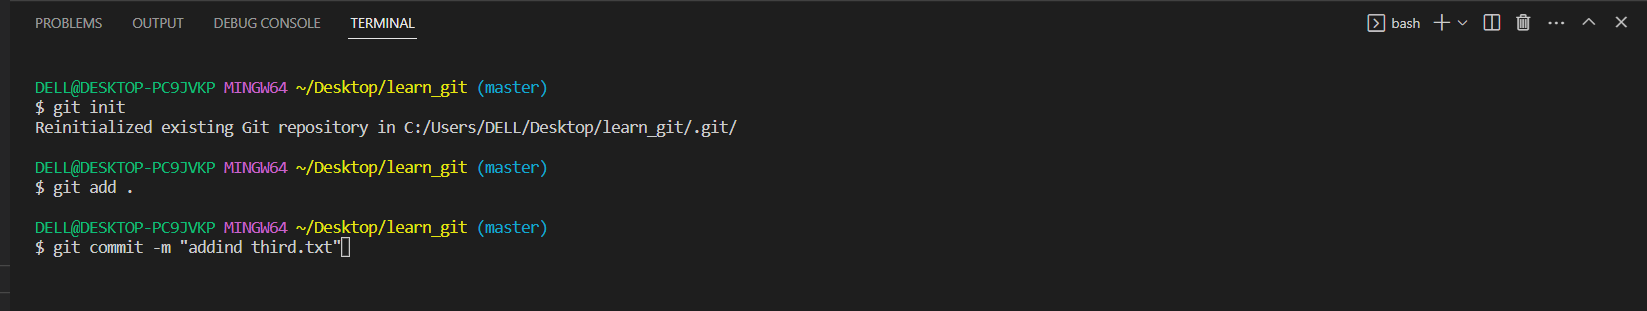 PROBLEMS OUTPUT DEBUG CONSOLE TERMINAL bash
DELL@DESKTOP-PC9JVKP MINGW64 ~/Desktop/learn_git (master)
$ git init
Reinitialized existing Git repository in C:/Users/DELL/Desktop/learn_git/.git/
DELL@DESKTOP-PC9JVKP MINGW64 ~/Desktop/learn_git (master)
$ git add .
DELL@DESKTOP-PC9JVKP MINGW64 ~/Desktop/learn_git (master)
$ git commit -m "addind third.txt"